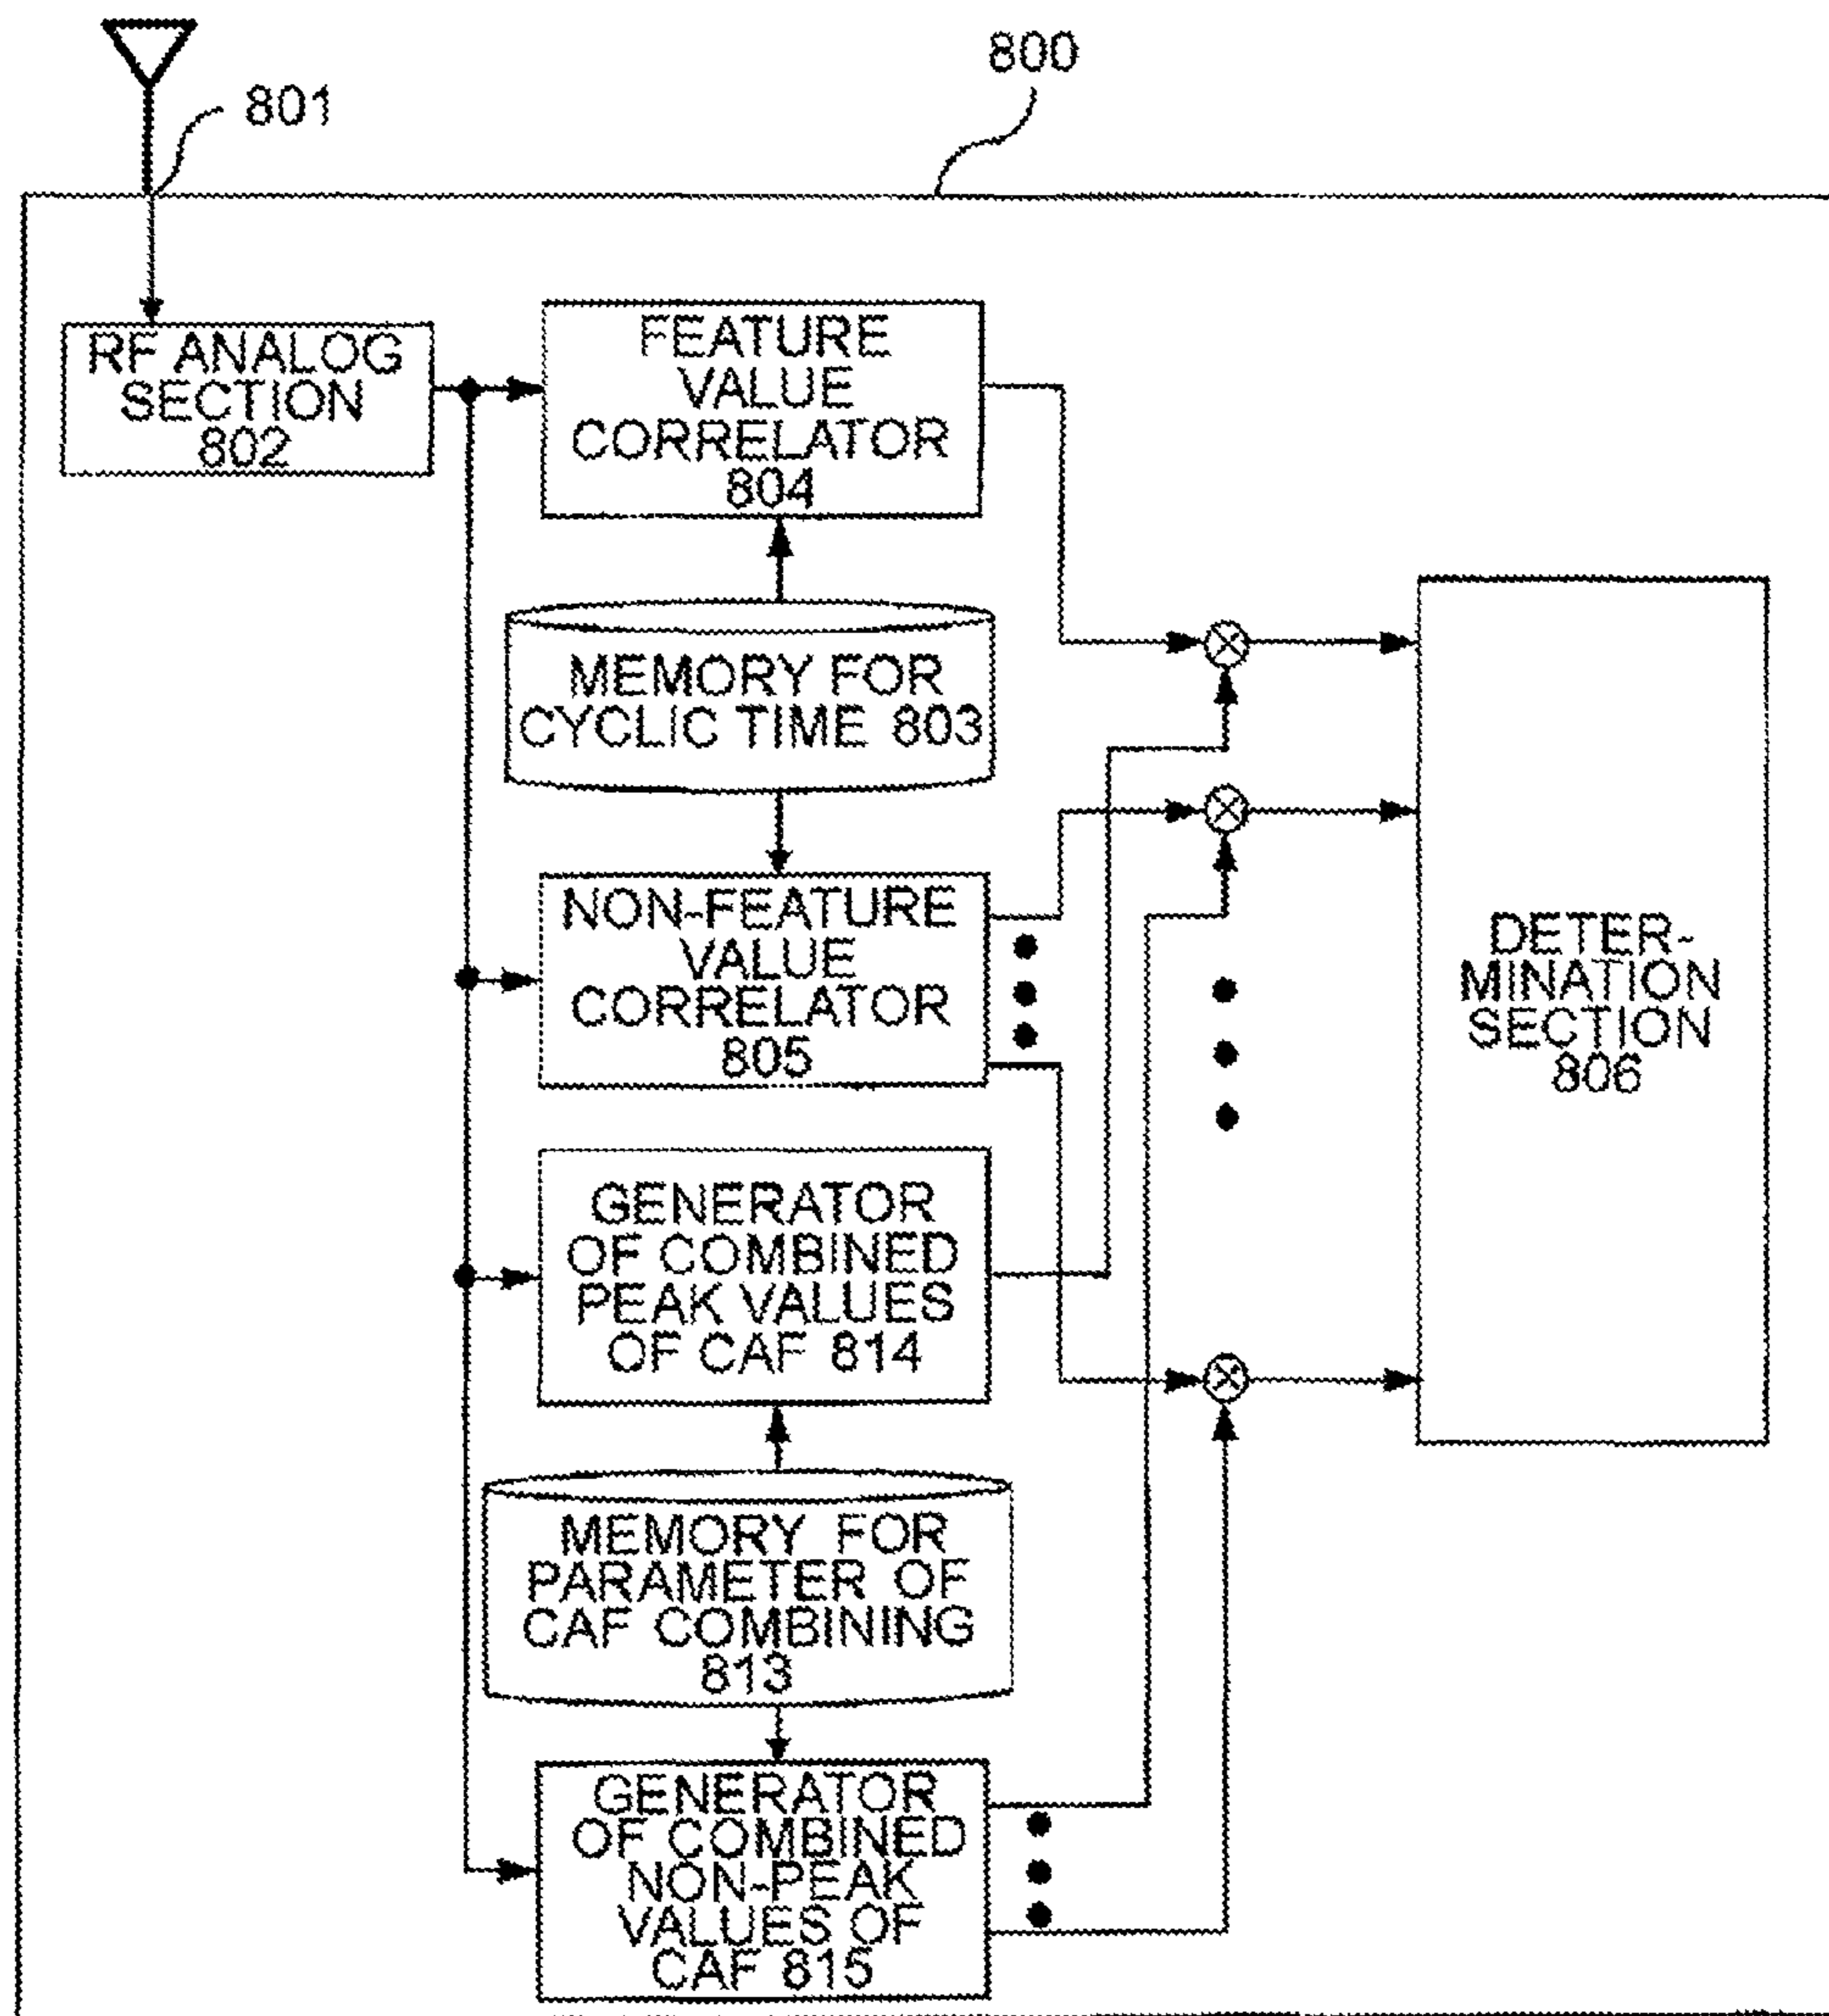 800
801
RF ANALOG
SECTION
802
FEATURE
VALUE
CORRELATOR
804
MEMORY FOR
CYCLIC TIME 803
NON-FEATURE
VALUE
CORRELATOR
805
DETER-
MINATION
SECTION
806
GENERATOR
OF COMBINED
PEAK VALUES
OF CAF 814
MEMORY FOR
PARAMETER OF
CAF COMBINING
813
GENERATOR
OF COMBINED
NON-PEAK
VALUES OF
CAF 815